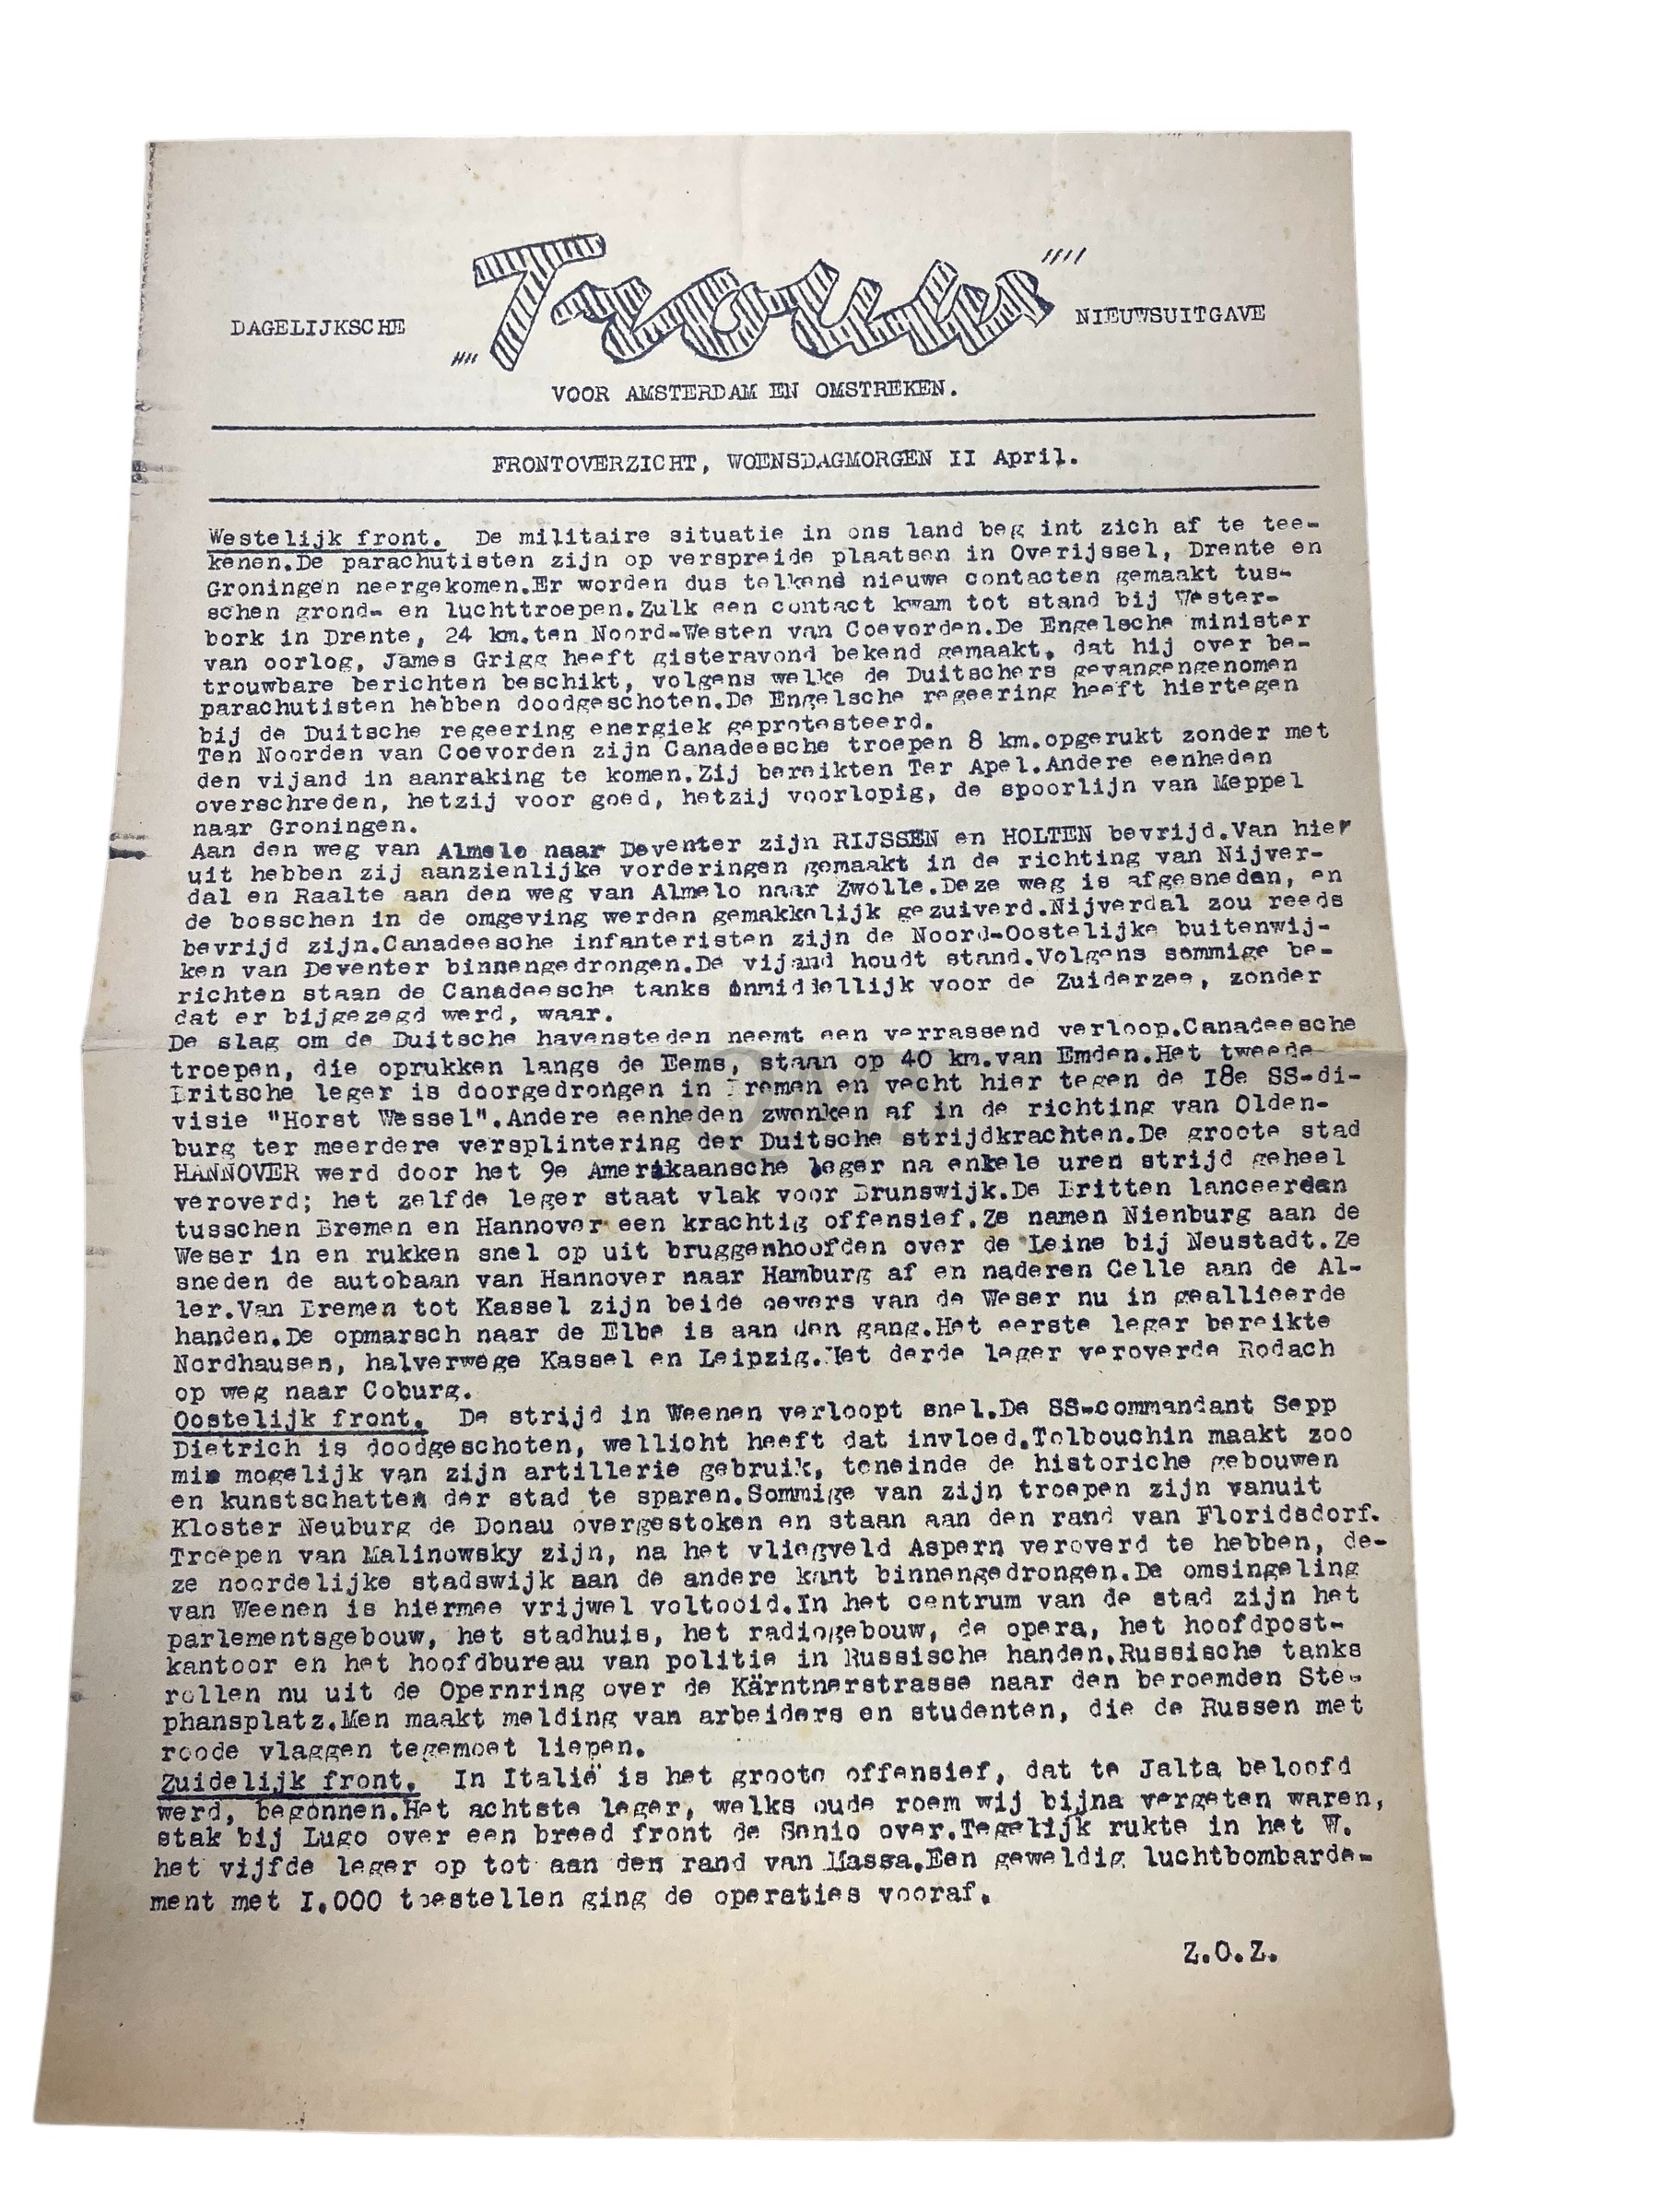 DAGELIJKSCHE „Trouw” NIEUWSUITGAVE
VOOR AMSTERDAM EN OMSTREKEN.
FRONTOVERZICHT, WOENSDAGMORGEN II April.
Westelijk front. De militaire situatie in ons land beg int zich af te tee-
kenen.De parachutisten zijn op verspreide plaatsen in Overijssel, Drente en
Groningen neergekomen.Er worden dus telkens nieuwe contacten gemaakt tus-
schen grond- en luchttroepen.Zulk een contact kwam tot stand bij Wester-
bork in Drente, 24 km.ten Noord-Westen van Coevorden.De Engelsche minister
van oorlog, James Grigg heeft gisteravond bekend gemaakt, dat hij over be-
trouwbare berichten beschikt, volgens welke de Duitschers gevangengenomen
parachutisten hebben doodgeschoten.De Engelsche regeering heeft hiertegen
bij de Duitsche regeering energiek geprotesteerd.
Ten Noorden van Coevorden zijn Canadeesche troepen 8 km.opgerukt zonder met
den vijand in aanraking te komen.Zij bereikten Ter Apel.Andere eenheden
overschreden, hetzij voor goed, hetzij voorlopig, de spoorlijn van Meppel
naar Groningen.
Aan den weg van Almelo naar Deventer zijn RIJSSEN en HOLTEN bevrijd.Van hier
uit hebben zij aanzienlijke vorderingen gemaakt in de richting van Nijver-
dal en Raalte aan den weg van Almelo naar Zwolle.Deze weg is afgesneden, en
de bosschen in de omgeving werden gemakkelijk gezuiverd.Nijverdal zou reeds
bevrijd zijn.Canadeesche infanteristen zijn de Noord-Oostelijke buitenwij-
ken van Deventer binnengedrongen.De vijand houdt stand.Volgens sommige be-
richten staan de Canadeesche tanks onmiddellijk voor de Zuiderzee, zonder
dat er bijgezegd werd, waar.
De slag om de Duitsche havensteden neemt een verrassend verloop.Canadeesche
troepen, die oprukken langs de Eems, staan op 40 km.van Emden.Het tweede
Britsche leger is doorgedrongen in Bremen en vecht hier tegen de I8e SS-di-
visie "Horst Wessel".Andere eenheden zwenken af in de richting van Olden-
burg ter meerdere versplintering der Duitsche strijdkrachten.De groote stad
HANNOVER werd door het 9e Amerikaansche leger na enkele uren strijd geheel
veroverd; het zelfde leger staat vlak voor Brunswijk.De Britten lanceerden
tusschen Bremen en Hannover een krachtig offensief.Ze namen Nienburg aan de
Weser in en rukken snel op uit bruggenhoofden over de Leine bij Neustadt.Ze
sneden de autobaan van Hannover naar Hamburg af en naderen Celle aan de Al-
ler.Van Bremen tot Kassel zijn beide oevers van de Weser nu in geallieerde
handen.De opmarsch naar de Elbe is aan den gang.Het eerste leger bereikte
Nordhausen, halverwege Kassel en Leipzig.Het derde leger veroverde Rodach
op weg naar Coburg.
Oostelijk front. De strijd in Weenen verloopt snel.De SS-commandant Sepp
Dietrich is doodgeschoten, wellicht heeft dat invloed.Tolbouchin maakt zoo
min mogelijk van zijn artillerie gebruik, teneinde de historiche gebouwen
en kunstschatten der stad te sparen.Sommige van zijn troepen zijn vanuit
Kloster Neuburg de Donau overgestoken en staan aan den rand van Floridsdorf.
Troepen van Malinowsky zijn, na het vliegveld Aspern veroverd te hebben, de-
ze noordelijke stadswijk aan de andere kant binnengedrongen.De omsingeling
van Weenen is hiermee vrijwel voltooid.In het centrum van de stad zijn het
parlementsgebouw, het stadhuis, het radiogebouw, de opera, het hoofdpost-
kantoor en het hoofdbureau van politie in Russische handen.Russische tanks
rollen nu uit de Opernring over de Kärntnerstrasse naar den beroemden Ste-
phansplatz.Men maakt melding van arbeiders en studenten, die de Russen met
roode vlaggen tegemoet liepen.
Zuidelijk front. In Italië is het groote offensief, dat te Jalta beloofd
werd, begonnen.Het achtste leger, welks oude roem wij bijna vergeten waren,
stak bij Lugo over een breed front de Senio over.Tegelijk rukte in het W.
het vijfde leger op tot aan den rand van Massa.Een geweldig luchtbombarde-
ment met I.000 toestellen ging de operaties vooraf.
Z.O.Z.
QMS